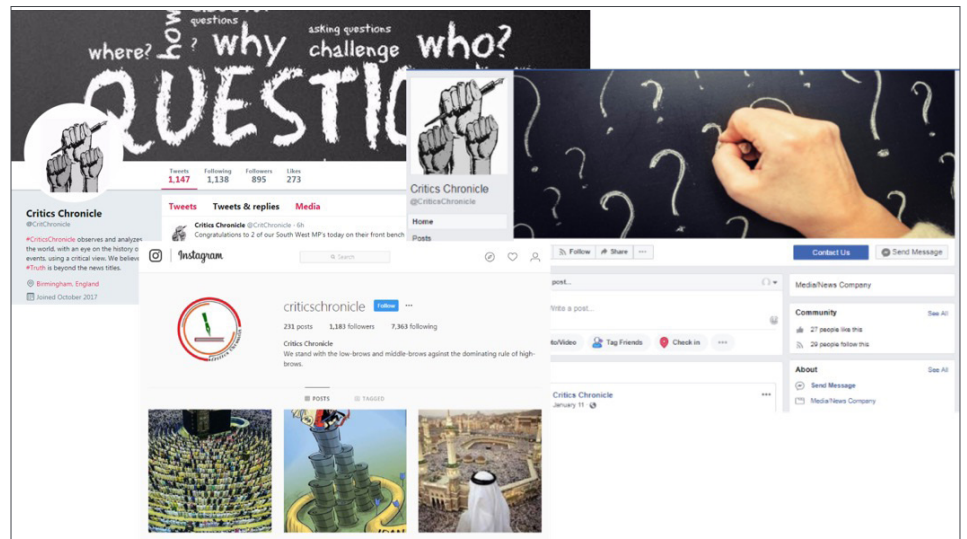 questions
how
where?
?
why
asking questions
challenge
who?
QUESTIO
Tweets Following Followers Likes
1,147 1,138 895 273
Tweets Tweets & replies Media
Critics Chronicle @CritChronicle · 6h
Congratulations to 2 of our South West MP's today on their front bench
Critics Chronicle
@CritChronicle
#CriticsChronicle observes and analyzes
the world, with an eye on the history o
events, using a critical view. We believe
#Truth is beyond the news titles.
Birmingham, England
Joined October 2017
Critics Chronicle
@CriticsChronicle
Home
Posts
Follow Share ...
Contact Us
Send Message
post...
Write a post...
to/Video Tag Friends Check in ...
Critics Chronicle ...
January 11
Media/News Company
Community See All
27 people like this
29 people follow this
About See All
Send Message
Media/News Company
Instagram
Search
criticschronicle Follow ...
231 posts 1,183 followers 7,363 following
Critics Chronicle
We stand with the low-brows and middle-brows against the dominating rule of high-
brows.
POSTS TAGGED